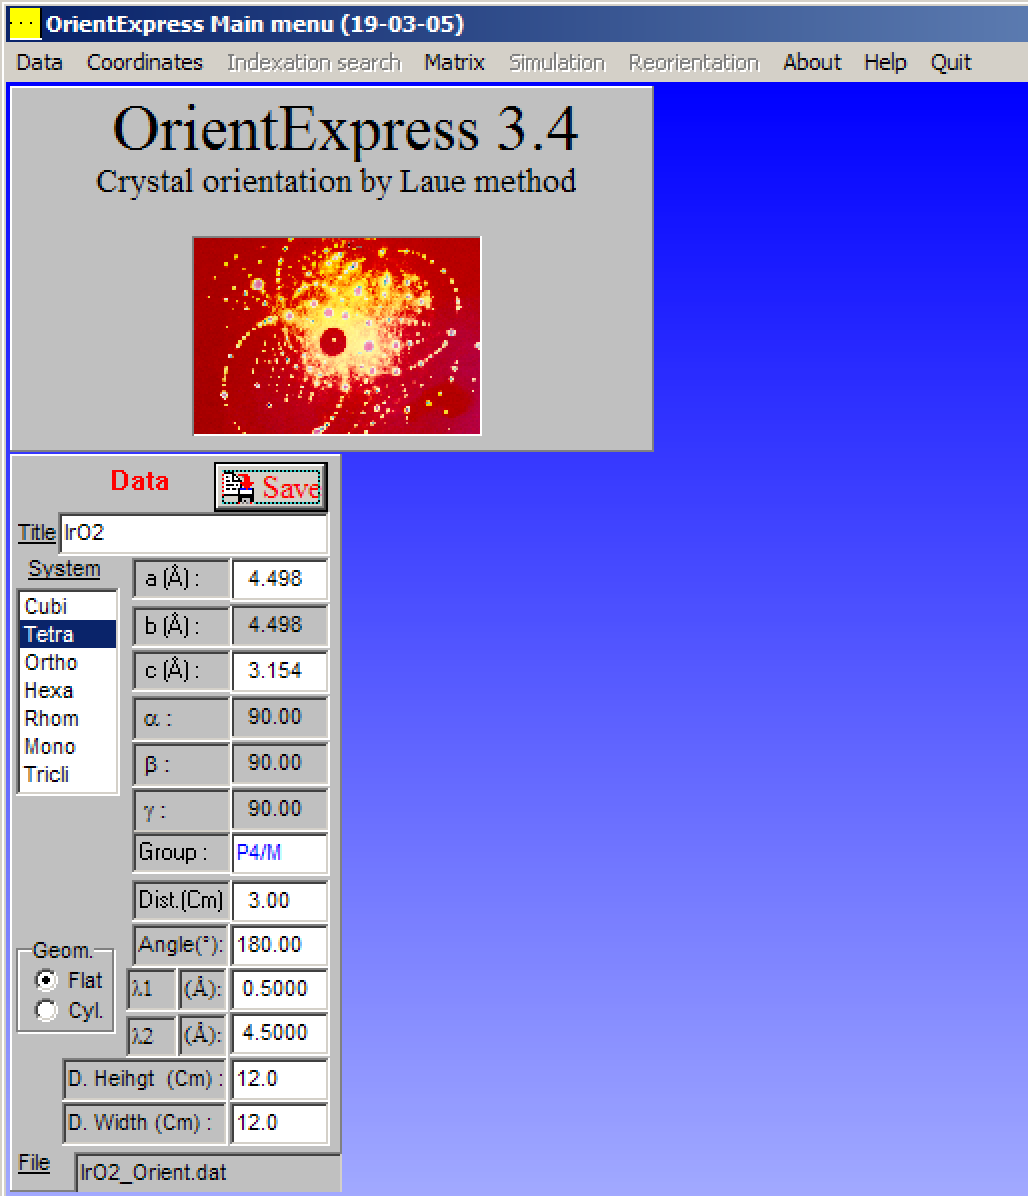 OrientExpress Main menu (19-03-05)
Data Coordinates Indexation search Matrix Simulation Reorientation About Help Quit
OrientExpress 3.4
Crystal orientation by Laue method
Data Save
Title IrO2
System
Cubi
Tetra
Ortho
Hexa
Rhom
Mono
Tricli
a (Å) : 4.498
b (Å) : 4.498
c (Å) : 3.154
α : 90.00
β : 90.00
γ : 90.00
Group : P4/M
Dist.(Cm) 3.00
Angle(°): 180.00
Geom.
Flat
Cyl.
λ1 (Å): 0.5000
λ2 (Å): 4.5000
D. Heihgt (Cm) : 12.0
D. Width (Cm) : 12.0
File IrO2_Orient.dat